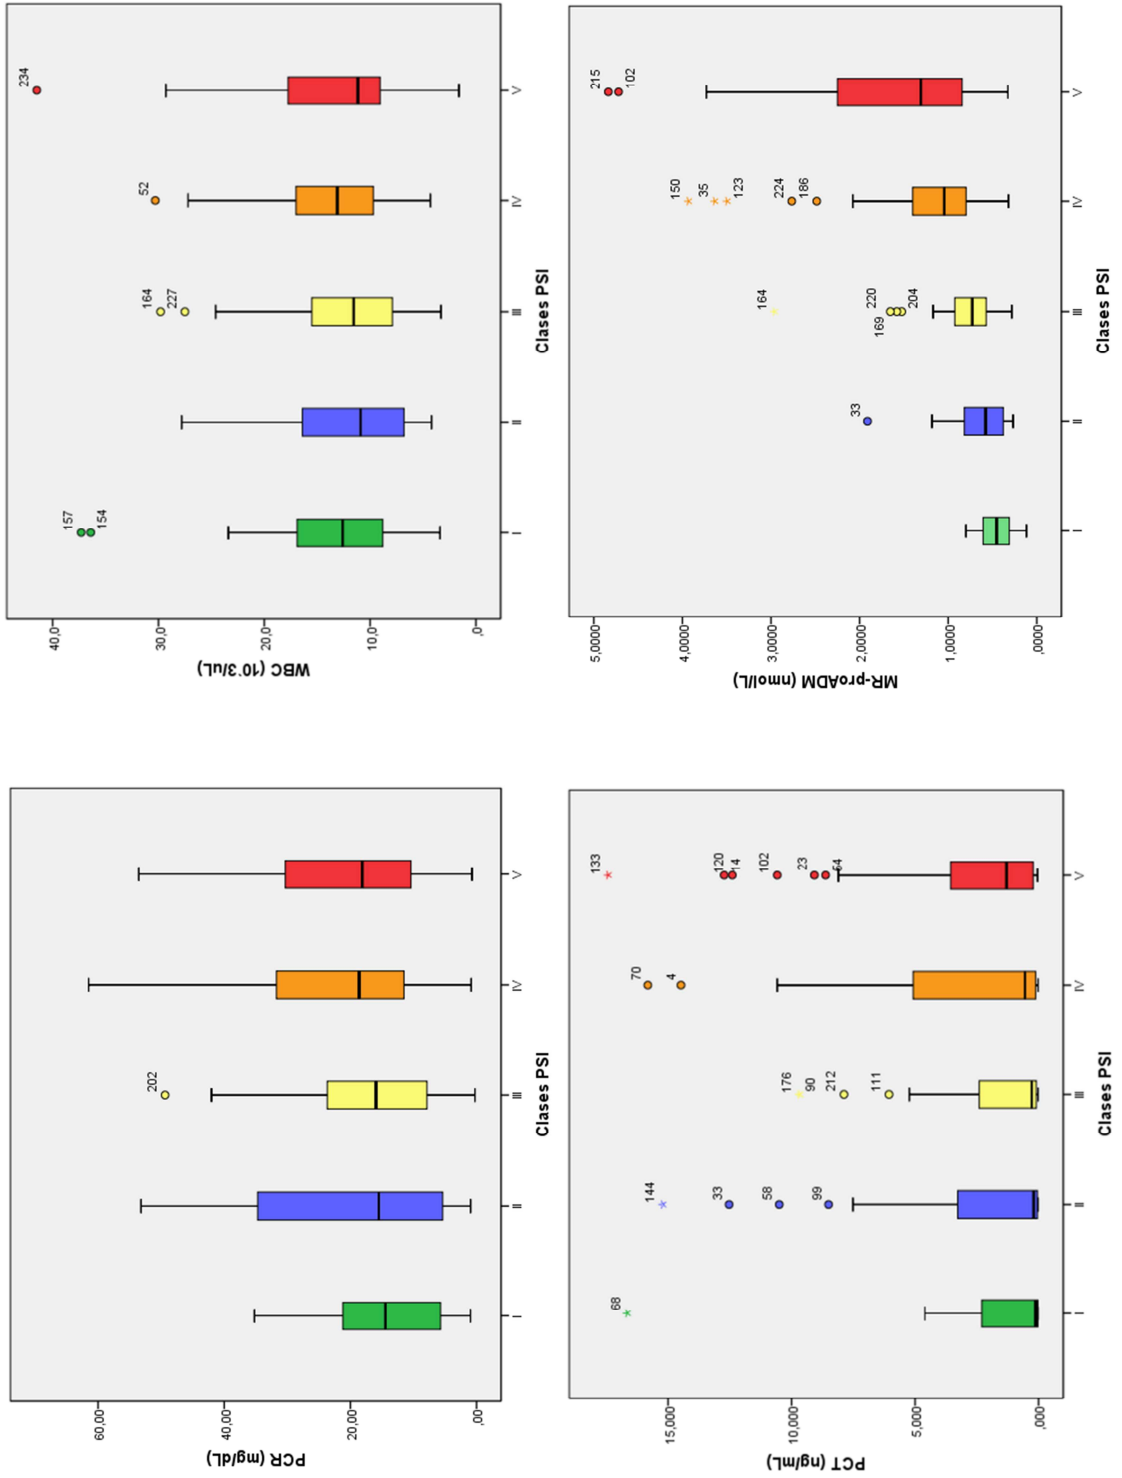 PCR (mg/dL)
60,00
40,00
20,00
,00
202
I
II
III
IV
V
Clases PSI
WBC (10^3/uL)
40,0
30,0
20,0
10,0
,0
157
154
164
227
52
234
I
II
III
IV
V
Clases PSI
PCT (ng/mL)
15,000
10,000
5,000
,000
68
144
33
58
99
176
90
212
111
70
4
133
120
14
102
23
64
I
II
III
IV
V
Clases PSI
MR-proADM (nmol/L)
5,0000
4,0000
3,0000
2,0000
1,0000
,0000
33
164
220
169
204
150
35
123
224
186
215
102
I
II
III
IV
V
Clases PSI